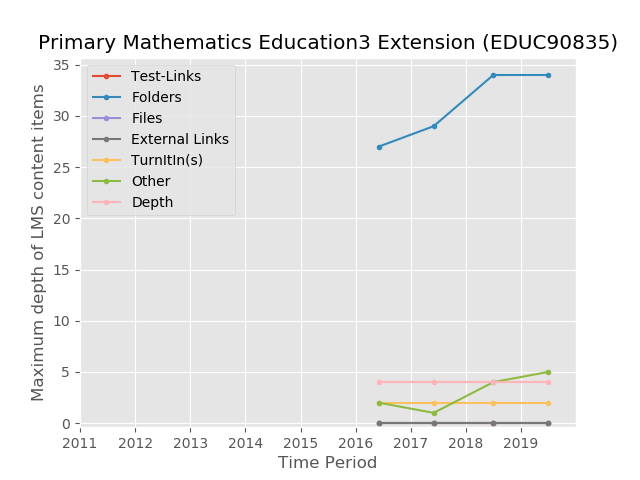 Primary Mathematics Education3 Extension (EDUC90835)
Test-Links
Folders
Files
External Links
TurnItIn(s)
Other
Depth
Maximum depth of LMS content items
35
30
25
20
15
10
5
0
2011 2012 2013 2014 2015 2016 2017 2018 2019
Time Period